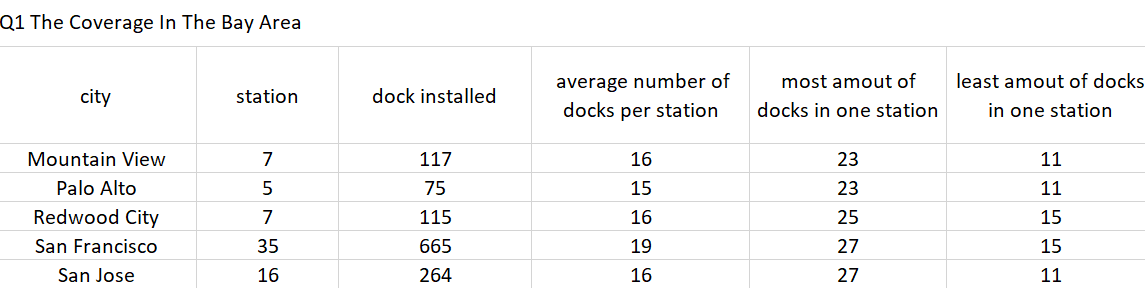 Q1 The Coverage In The Bay Area
city station dock installed average number of docks per station most amout of docks in one station least amout of docks in one station
Mountain View 7 117 16 23 11
Palo Alto 5 75 15 23 11
Redwood City 7 115 16 25 15
San Francisco 35 665 19 27 15
San Jose 16 264 16 27 11